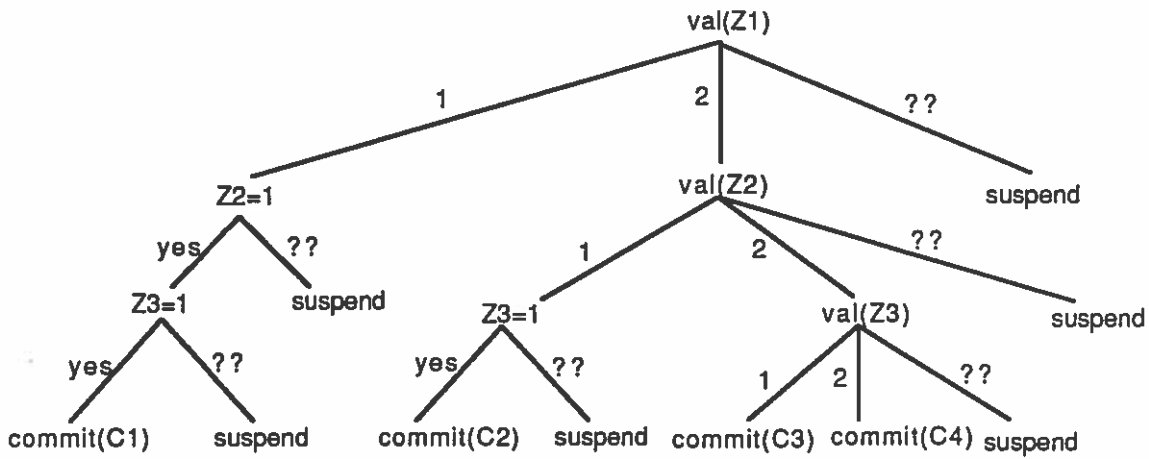 val(Z1)
1
2
??
Z2=1
val(Z2)
suspend
yes
??
1
2
??
Z3=1
suspend
Z3=1
val(Z3)
suspend
yes
??
yes
??
1
2
??
commit(C1)
suspend
commit(C2)
suspend
commit(C3)
commit(C4)
suspend